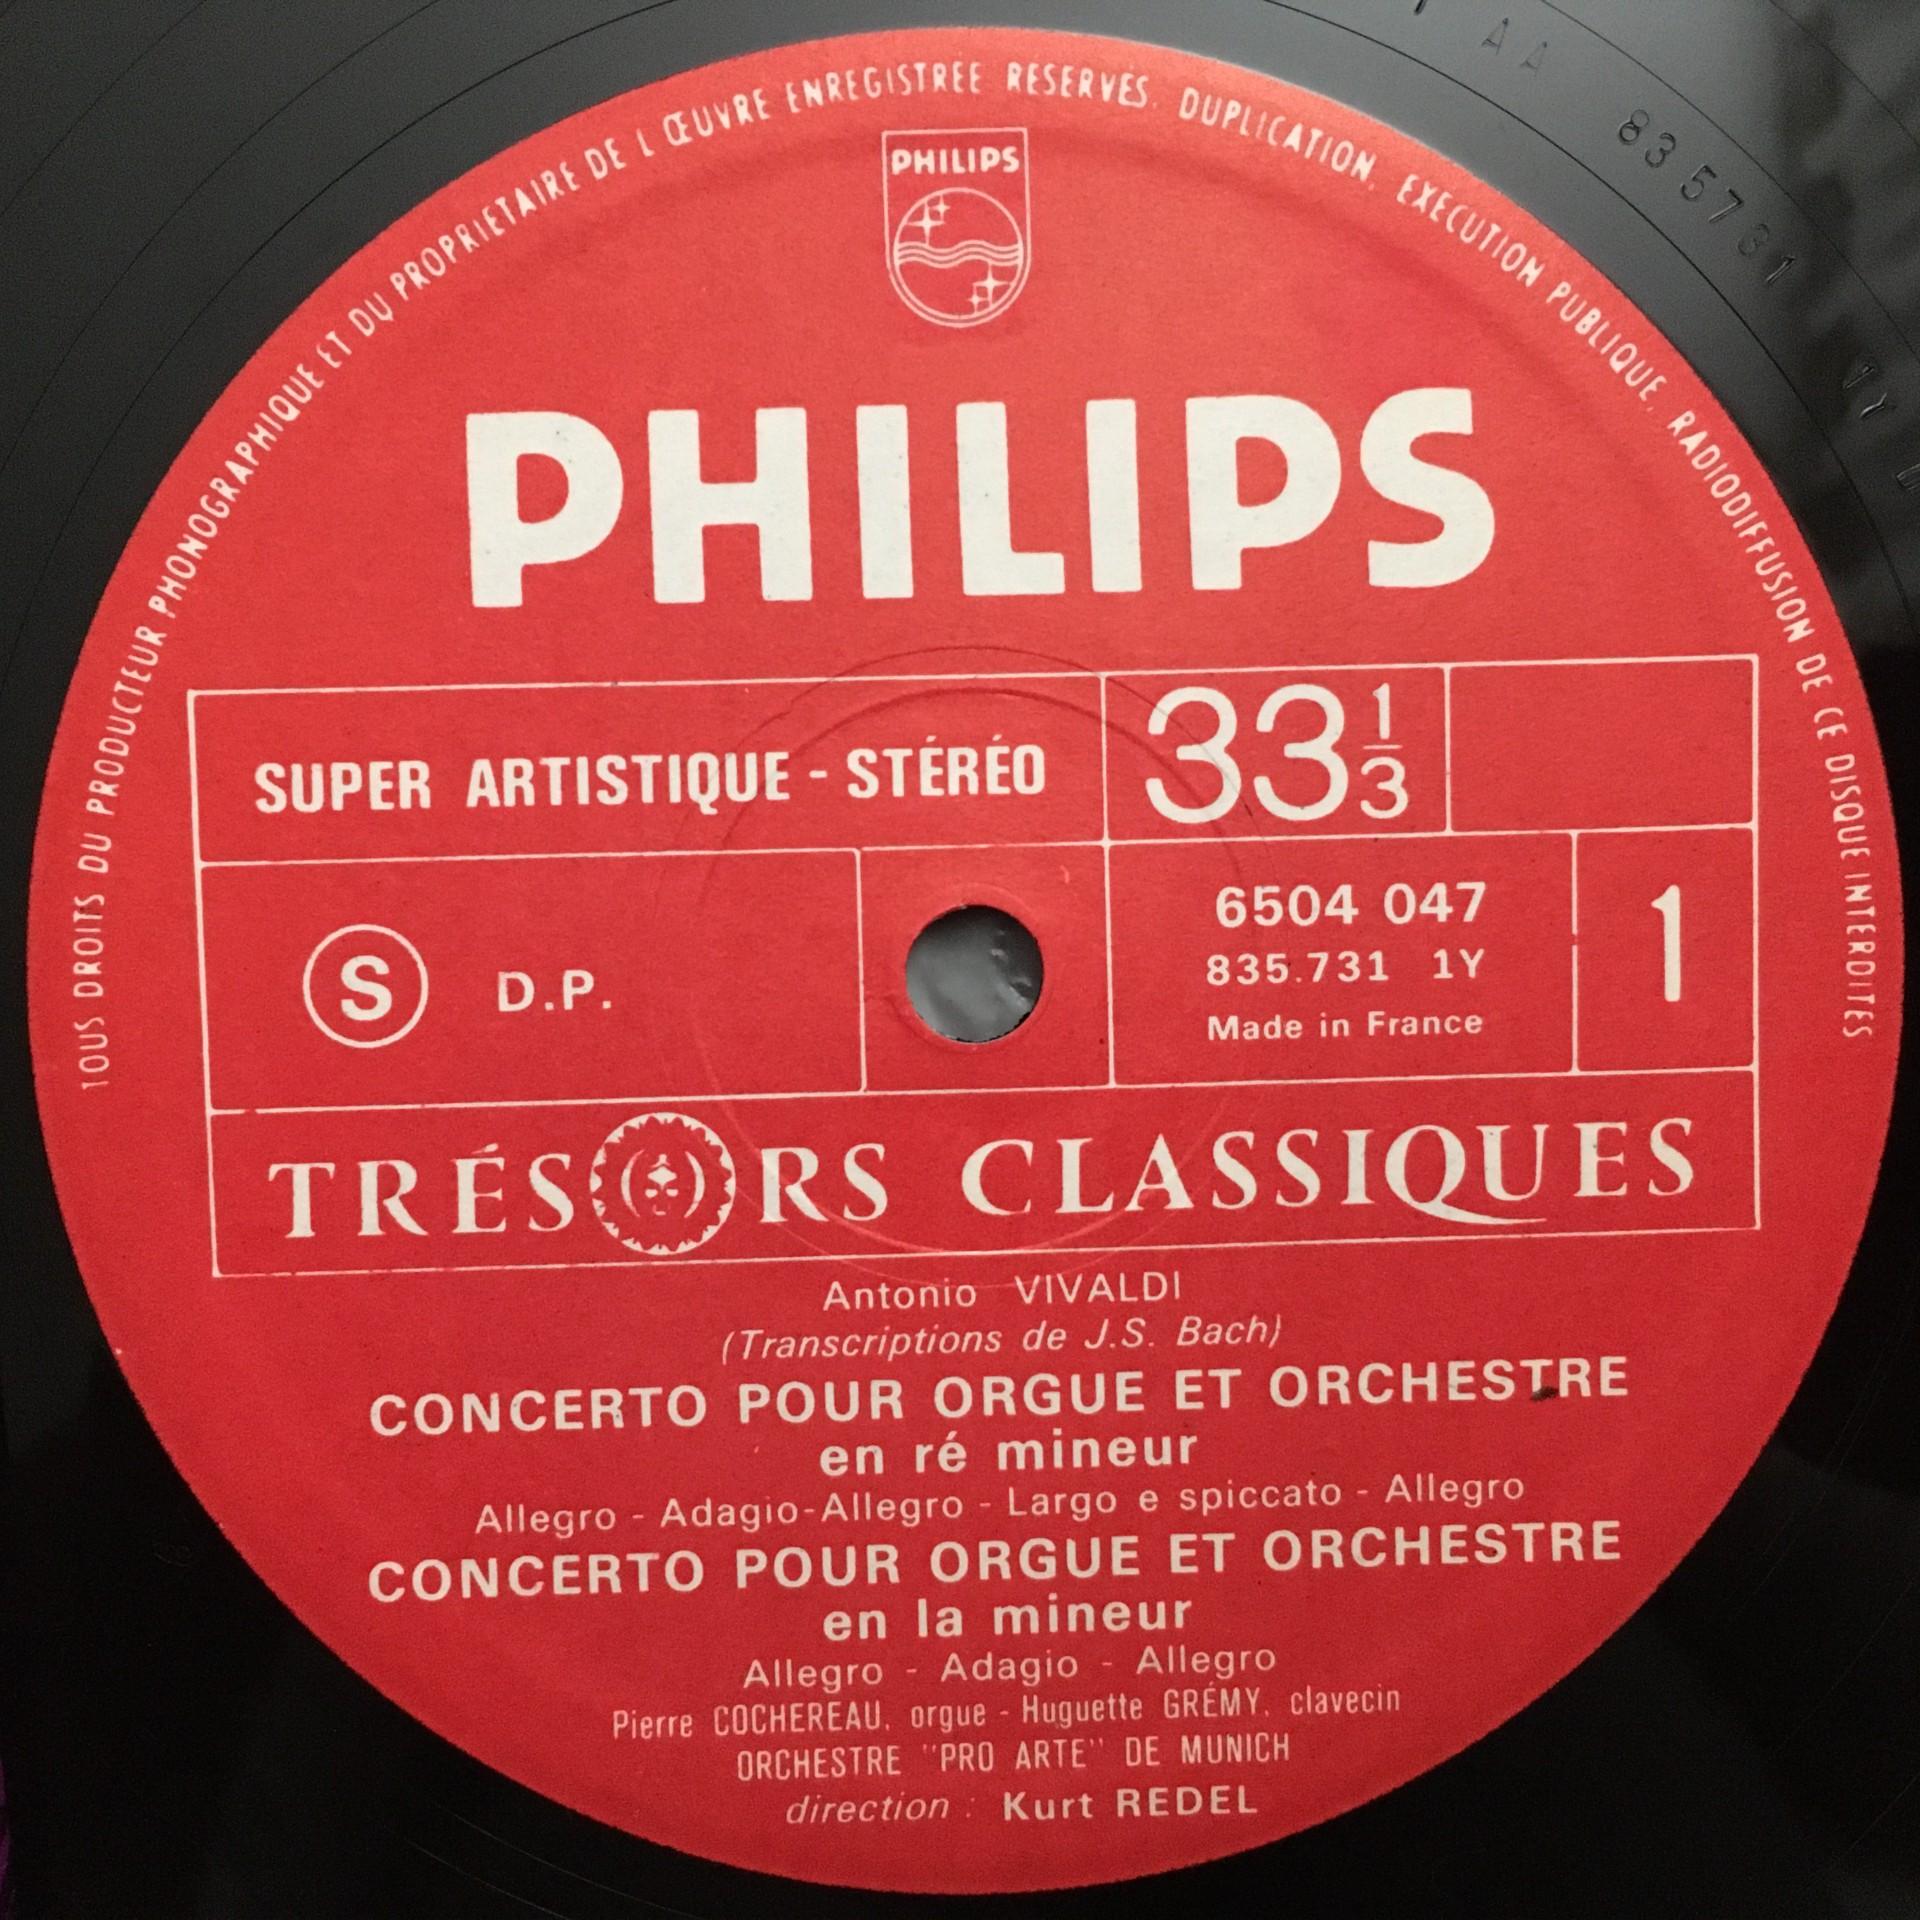 TOUS DROITS DU PRODUCTEUR PHONOGRAPHIQUE ET DU PROPRIETAIRE DE L ŒUVRE ENREGISTREE RESERVÉS. DUPLICATION. EXECUTION PUBLIQUE. RADIODIFFUSION DE CE DISQUE INTERDITES
AA 835731 1Y
PHILIPS
PHILIPS
SUPER ARTISTIQUE - STÉRÉO
33 1/3
S D.P.
6504 047
835.731 1Y
Made in France
1
TRÉSORS CLASSIQUES
Antonio VIVALDI
(Transcriptions de J.S. Bach)
CONCERTO POUR ORGUE ET ORCHESTRE
en ré mineur
Allegro - Adagio-Allegro - Largo e spiccato - Allegro
CONCERTO POUR ORGUE ET ORCHESTRE
en la mineur
Allegro - Adagio - Allegro
Pierre COCHEREAU, orgue - Huguette GRÉMY, clavecin
ORCHESTRE "PRO ARTE" DE MUNICH
direction : Kurt REDEL